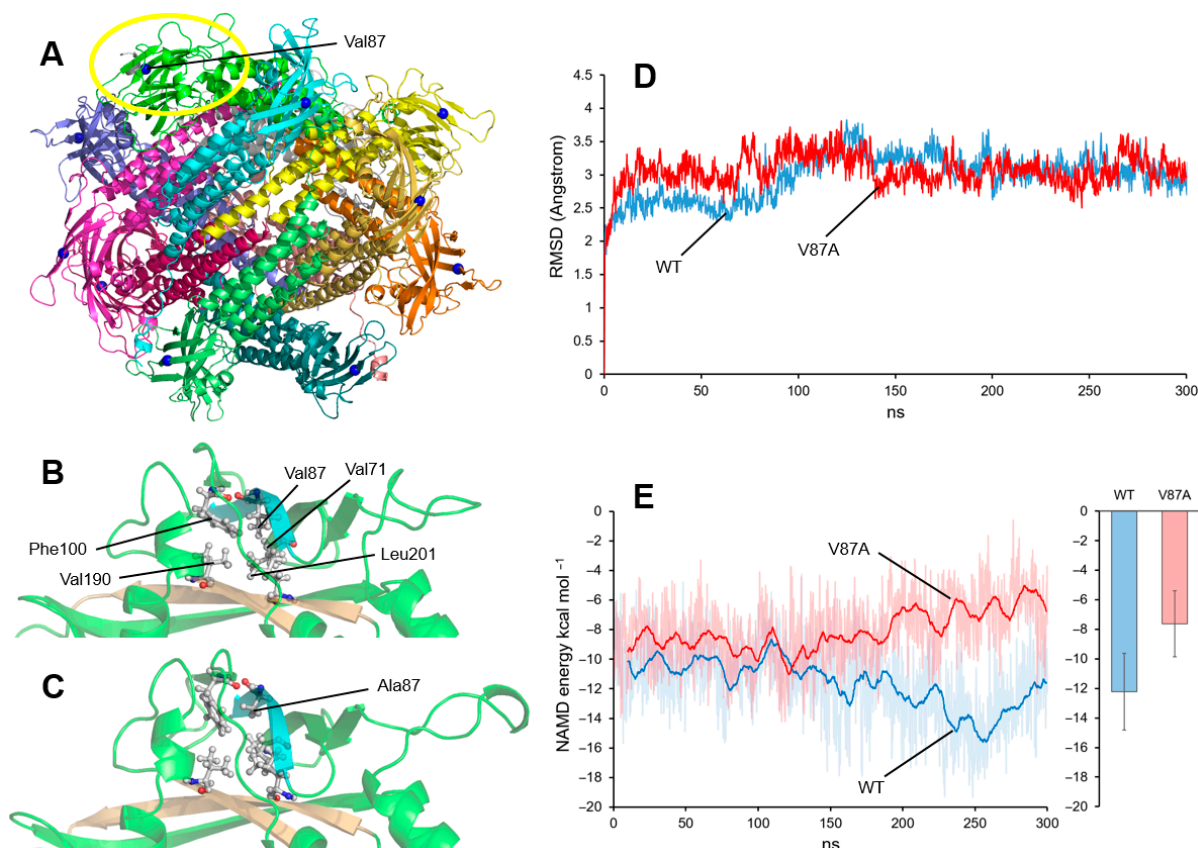 A
Val87
B
Val87
Val71
Phe100
Val190
Leu201
C
Ala87
D
4.5
4
3.5
3
2.5
2
1.5
1
0.5
0
RMSD (Angstrom)
WT
V87A
0
50
100
150
200
250
300
ns
E
0
−2
−4
−6
−8
−10
−12
−14
−16
−18
−20
NAMD energy kcal mol −1
V87A
WT
0
50
100
150
200
250
300
ns
WT
V87A
0
−2
−4
−6
−8
−10
−12
−14
−16
−18
−20